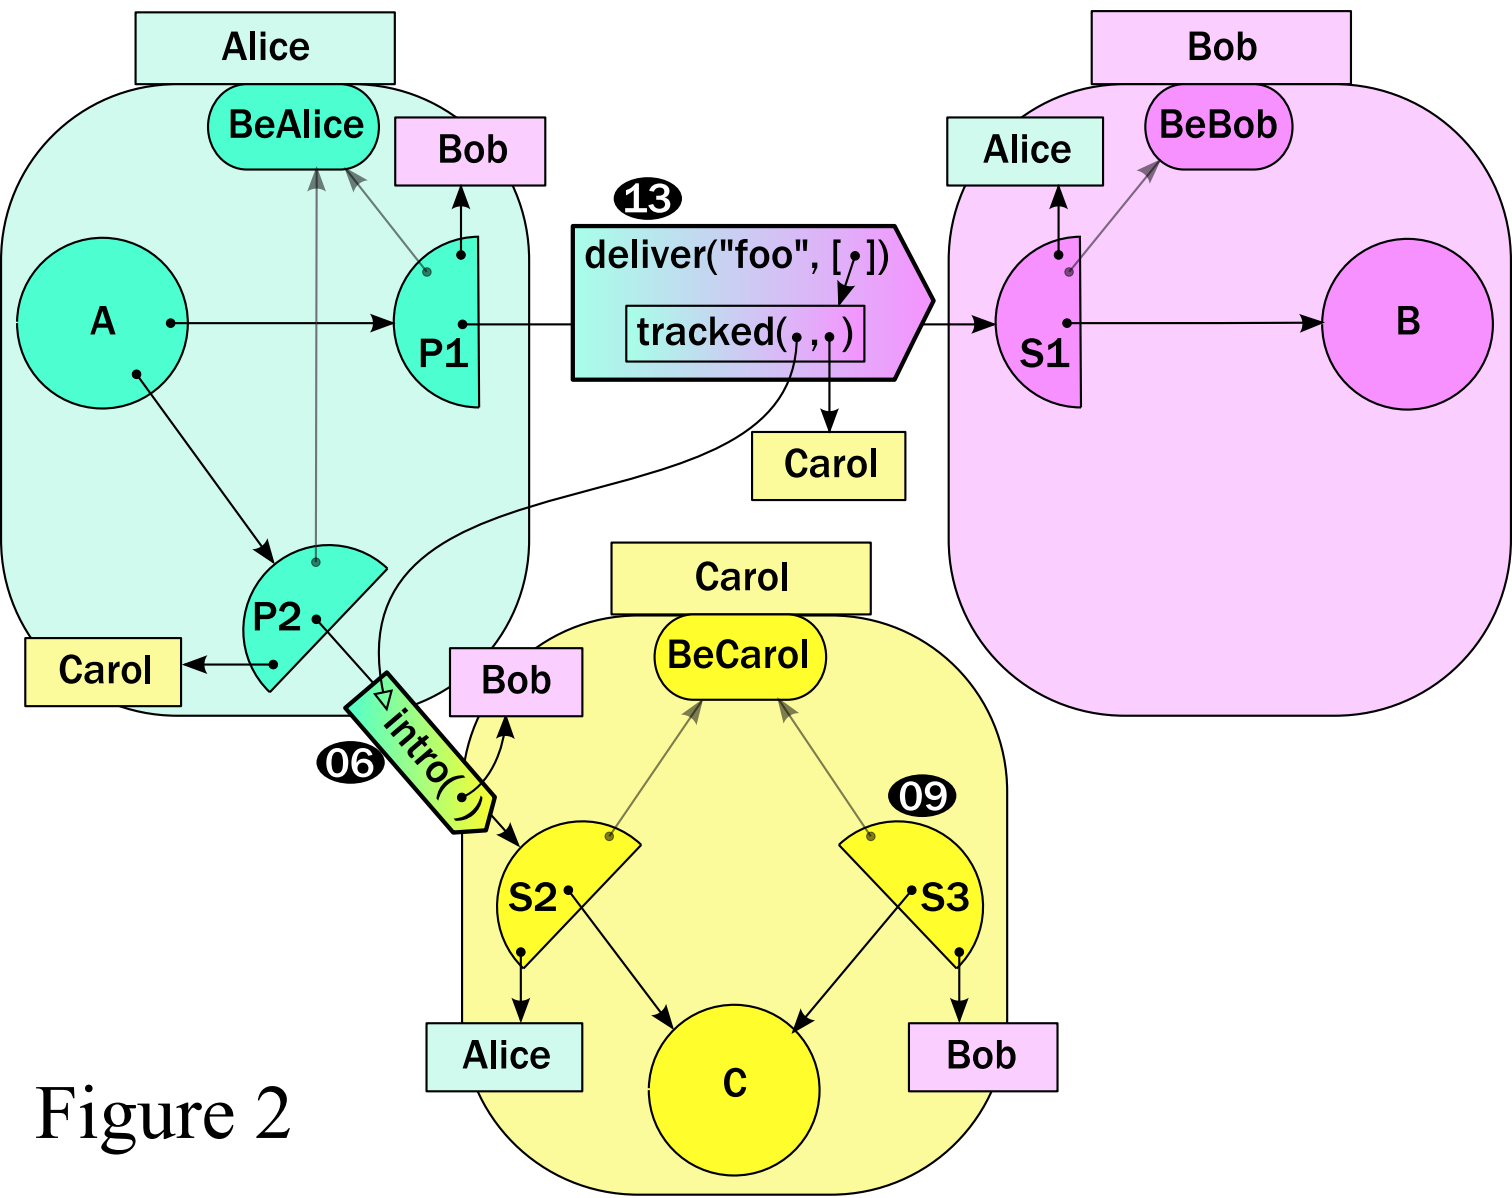 Alice
Bob
BeAlice
BeBob
Bob
Alice
13
deliver("foo", [ ])
tracked( , )
A
P1
S1
B
Carol
Carol
P2
BeCarol
Carol
Bob
intro( )
06
09
S2
S3
Alice
Bob
C
Figure 2